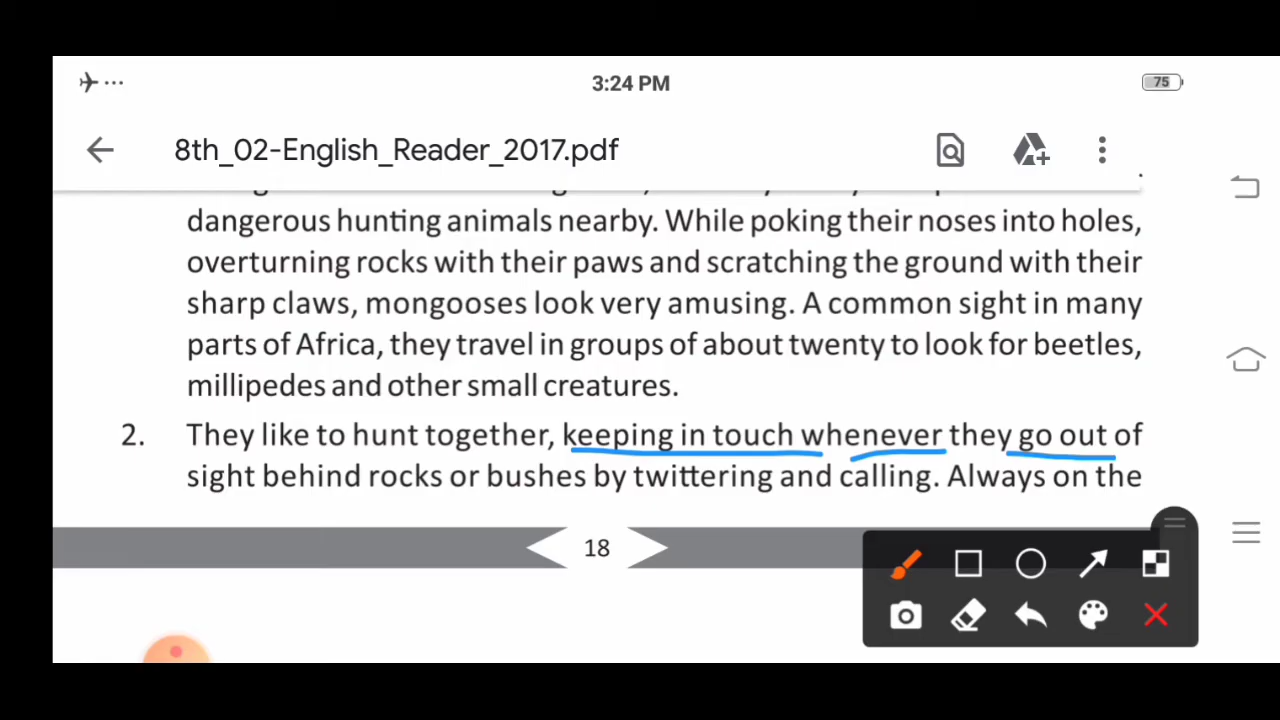 3:24 PM
75
8th_02-English_Reader_2017.pdf
dangerous hunting animals nearby. While poking their noses into holes,
overturning rocks with their paws and scratching the ground with their
sharp claws, mongooses look very amusing. A common sight in many
parts of Africa, they travel in groups of about twenty to look for beetles,
millipedes and other small creatures.
2. They like to hunt together, keeping in touch whenever they go out of
sight behind rocks or bushes by twittering and calling. Always on the
18